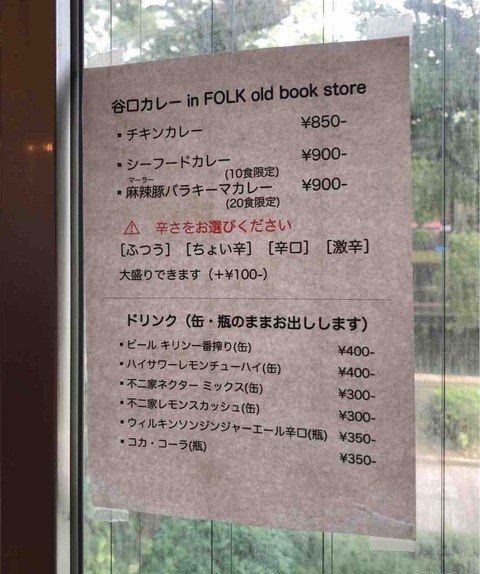 谷口カレー in FOLK old book store
▪チキンカレー ¥850-
▪シーフードカレー ¥900-
(10食限定)
マーラー
▪麻辣豚バラキーマカレー ¥900-
(20食限定)
⚠ 辛さをお選びください
［ふつう］［ちょい辛］［辛口］［激辛］
大盛りできます（+¥100-）
ドリンク（缶・瓶のままお出しします）
▪ビール キリン一番搾り(缶) ¥400-
▪ハイサワーレモンチューハイ(缶) ¥400-
▪不二家ネクター ミックス(缶) ¥300-
▪不二家レモンスカッシュ(缶) ¥300-
▪ウィルキンソンジンジャーエール辛口(瓶) ¥350-
▪コカ・コーラ(瓶) ¥350-